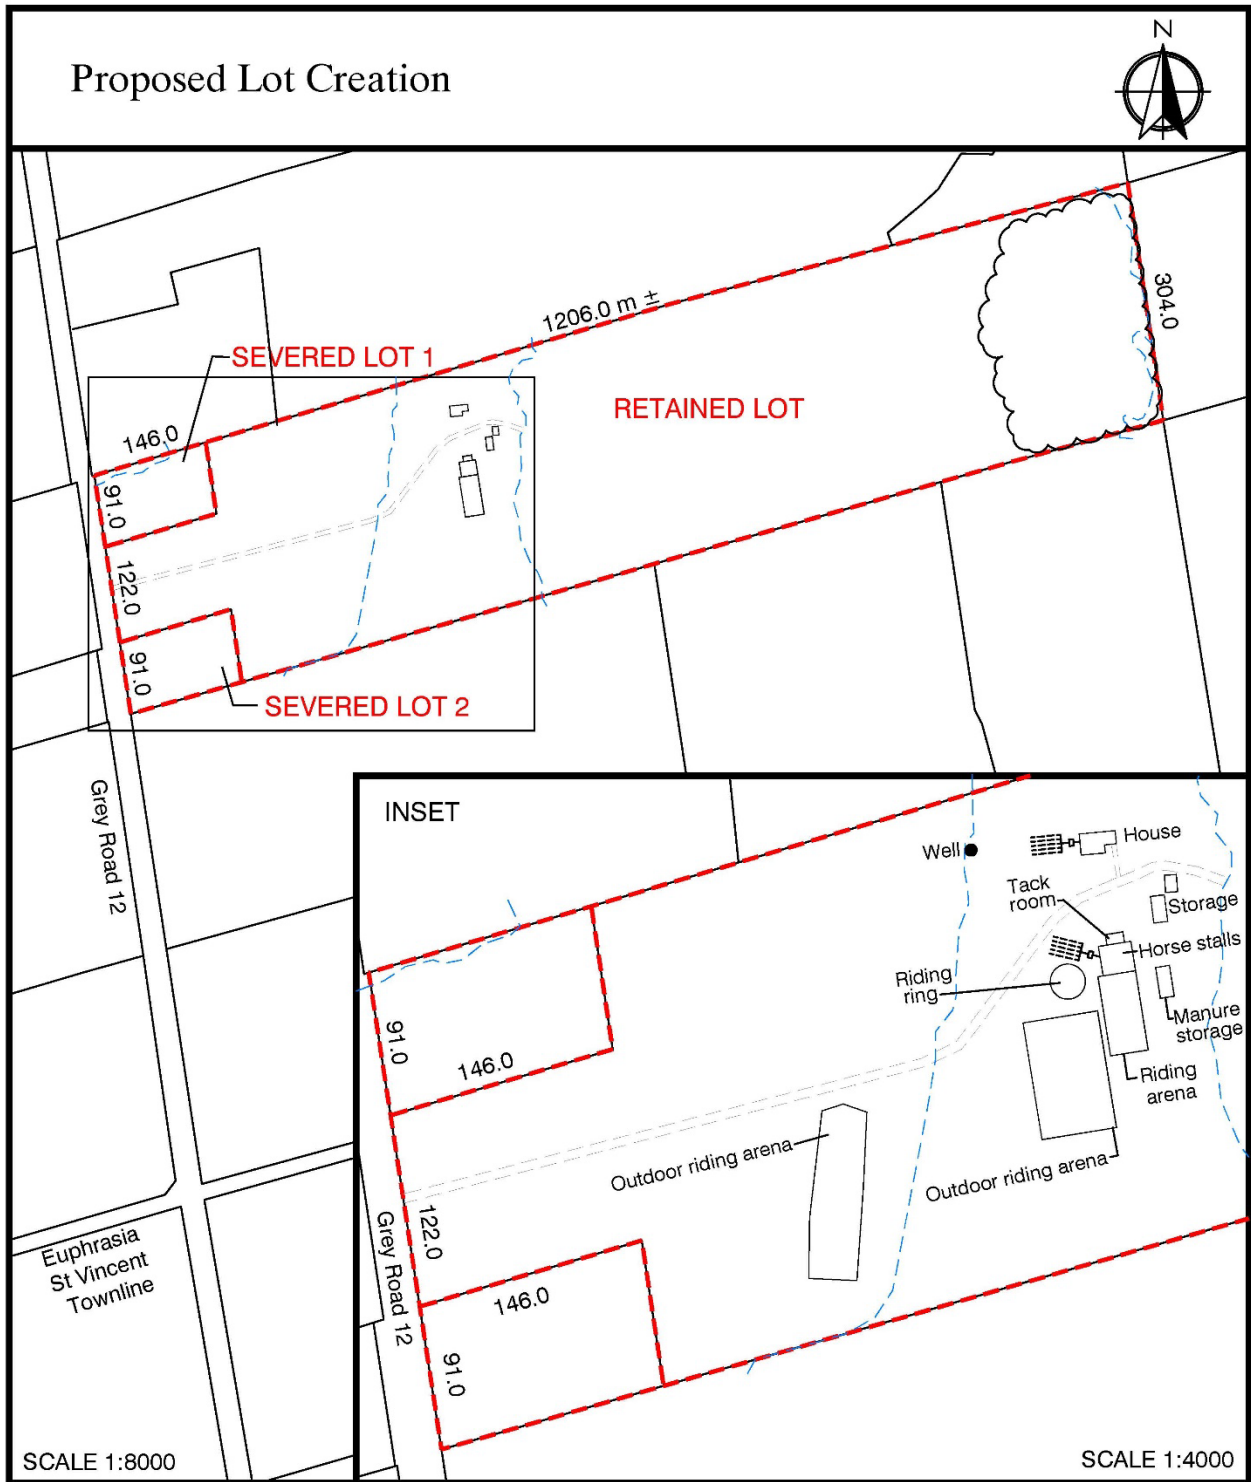 Proposed Lot Creation
N
1206.0 m ±
304.0
SEVERED LOT 1
RETAINED LOT
146.0
91.0
122.0
91.0
SEVERED LOT 2
Grey Road 12
Euphrasia
St Vincent
Townline
SCALE 1:8000
INSET
Well
House
Tack
room
Storage
Horse stalls
Riding
ring
Manure
storage
Riding
arena
91.0
146.0
Outdoor riding arena
Outdoor riding arena
122.0
Grey Road 12
146.0
91.0
SCALE 1:4000